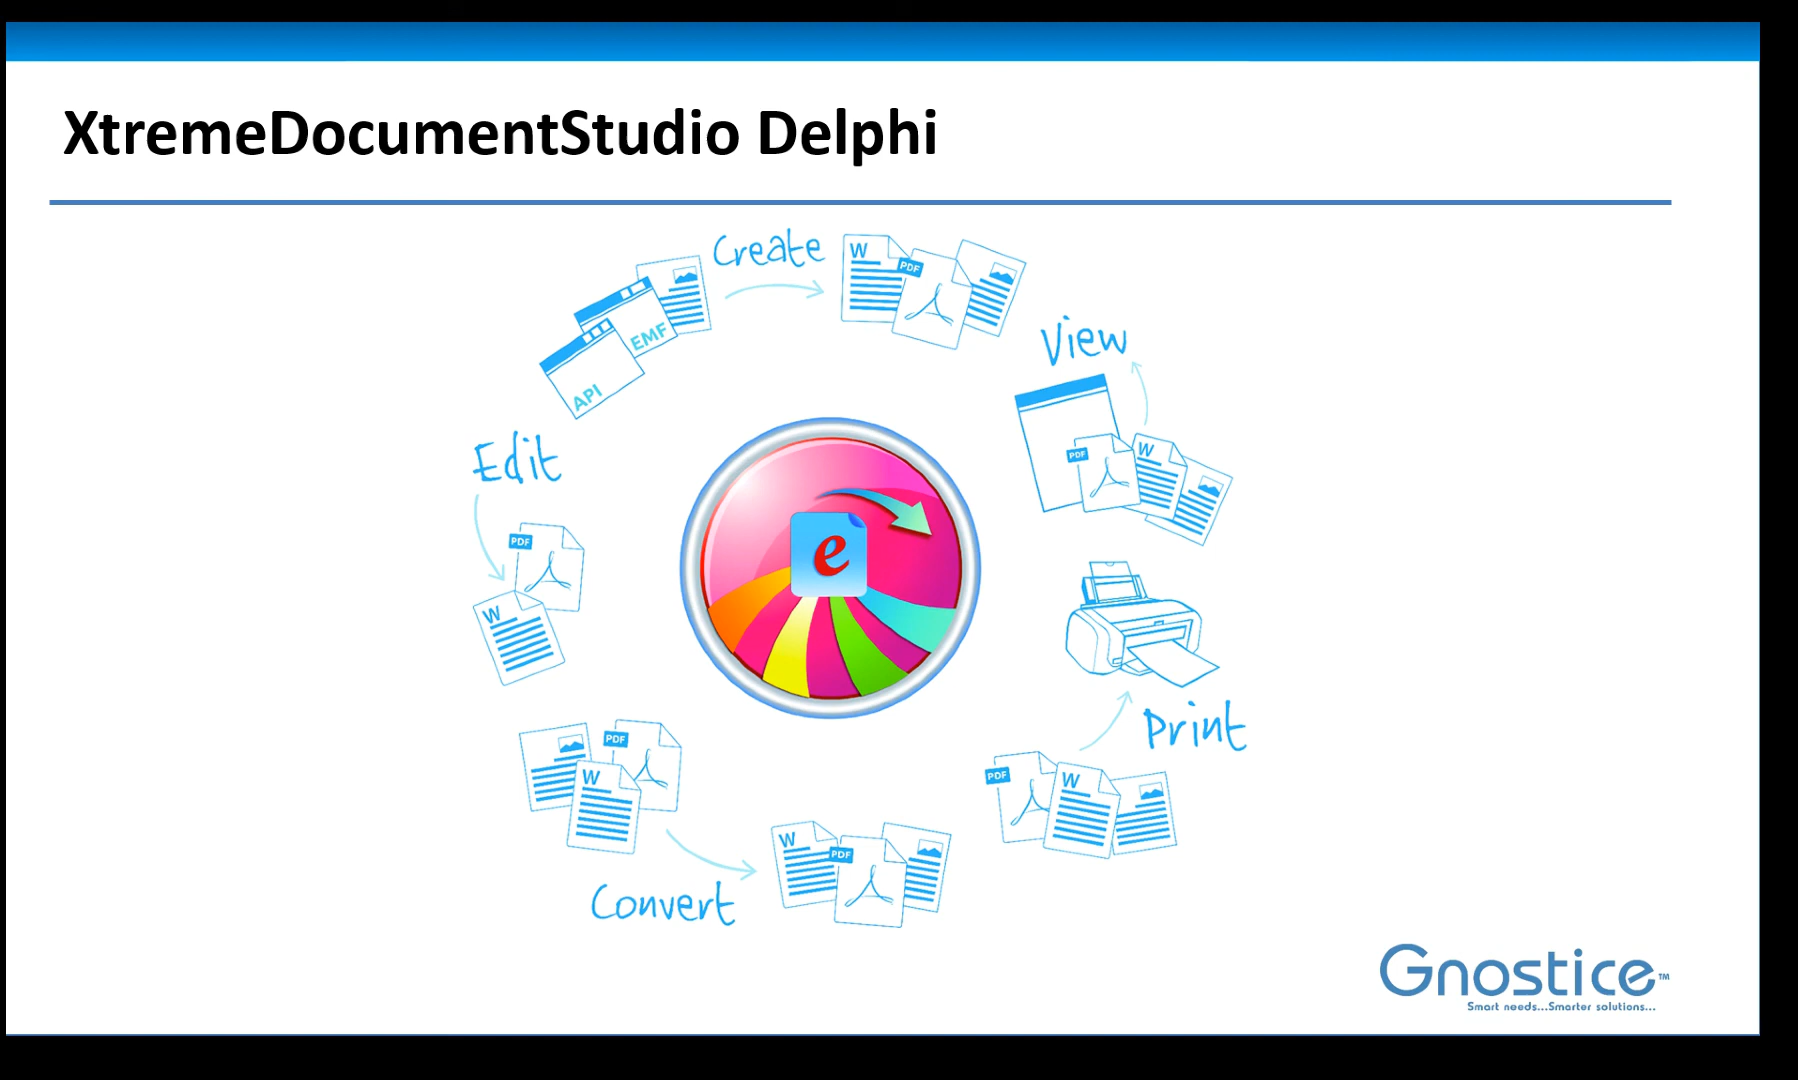 XtremeDocumentStudio Delphi
Create
W
PDF
EMF
API
View
PDF
W
Edit
PDF
W
e
Print
PDF
W
PDF
W
Convert
W
PDF
Gnostice™
Smart needs...Smarter solutions...